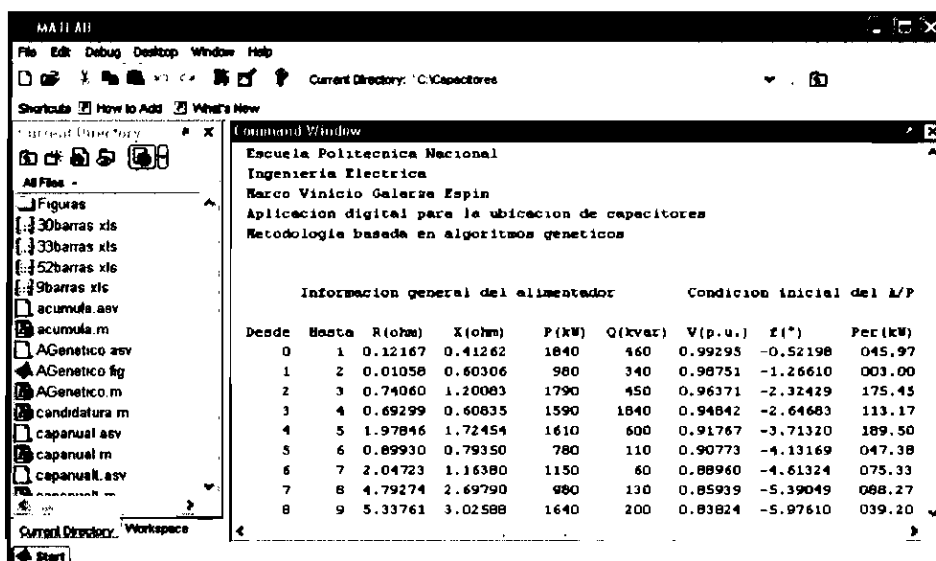 MATLAB
File Edit Debug Desktop Window Help
Current Directory: C:\Capacitores
Shortcuts How to Add What's New
Current Directory
Command Window
All Files
Figuras
30barras xls
33barras xls
52barras xls
9barras xls
acumula.asv
acumula.m
AGenetico asv
AGenetico fig
AGenetico.m
candidatura m
capanual asv
capanual m
capanualt.asv
Current Directory Workspace
Start
Escuela Politecnica Nacional
Ingenieria Electrica
Marco Vinicio Galarza Espin
Aplicacion digital para la ubicacion de capacitores
Metodologia basada en algoritmos geneticos
Informacion general del alimentador Condicion inicial del A/P
Desde Hasta R(ohm) X(ohm) P(kW) Q(kvar) V(p.u.) f(°) Per(kW)
0 1 0.12167 0.41262 1840 460 0.99295 -0.52198 045.97
1 2 0.01058 0.60306 980 340 0.98751 -1.26610 003.00
2 3 0.74060 1.20083 1790 450 0.96371 -2.32429 175.45
3 4 0.69299 0.60835 1590 1840 0.94842 -2.64683 113.17
4 5 1.97846 1.72454 1610 600 0.91767 -3.71320 189.50
5 6 0.89930 0.79350 780 110 0.90773 -4.13169 047.38
6 7 2.04723 1.16380 1150 60 0.88960 -4.61324 075.33
7 8 4.79274 2.69790 980 130 0.85939 -5.39049 088.27
8 9 5.33761 3.02588 1640 200 0.83824 -5.97610 039.20